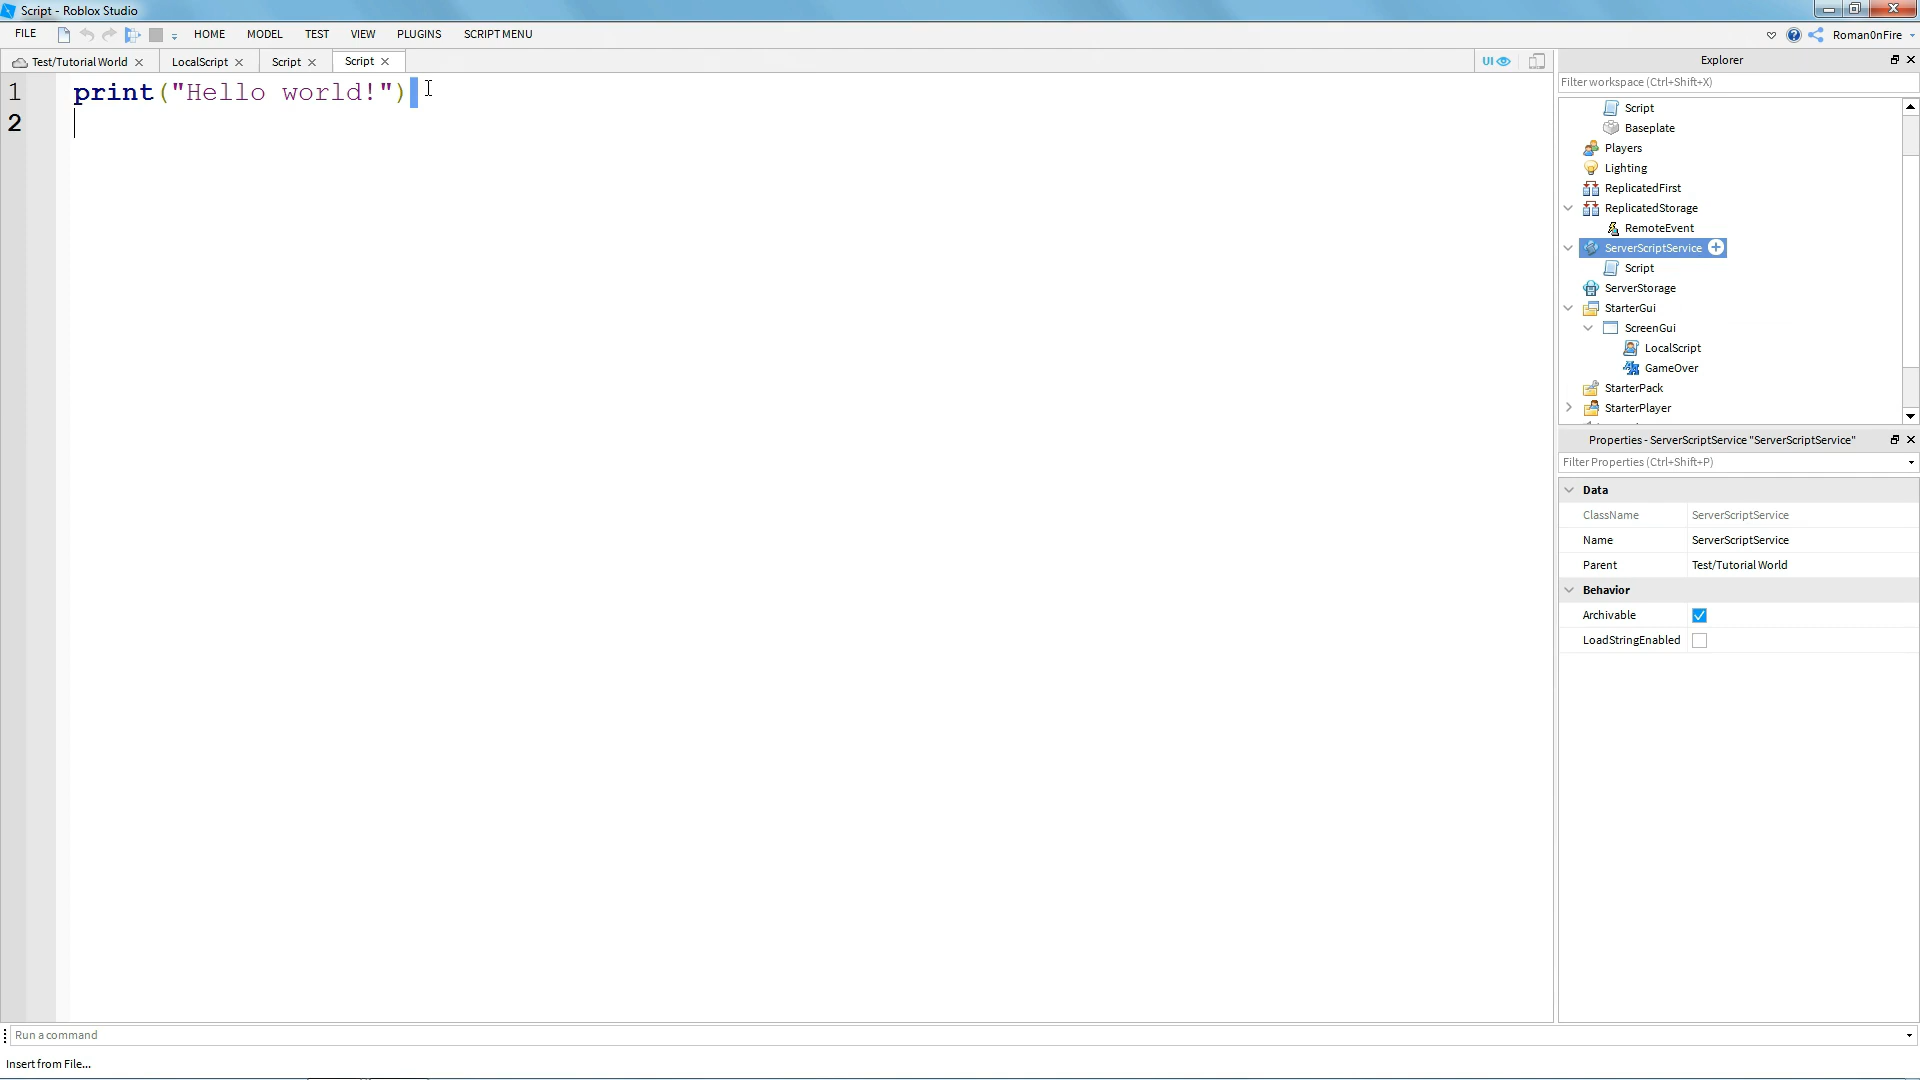 Script - Roblox Studio
FILE HOME MODEL TEST VIEW PLUGINS SCRIPT MENU Roman0nFire
Test/Tutorial World LocalScript Script Script UI
1 print("Hello world!")
2
Explorer
Filter workspace (Ctrl+Shift+X)
Script
Baseplate
Players
Lighting
ReplicatedFirst
ReplicatedStorage
RemoteEvent
ServerScriptService
Script
ServerStorage
StarterGui
ScreenGui
LocalScript
GameOver
StarterPack
StarterPlayer
Properties - ServerScriptService "ServerScriptService"
Filter Properties (Ctrl+Shift+P)
Data
ClassName ServerScriptService
Name ServerScriptService
Parent Test/Tutorial World
Behavior
Archivable
LoadStringEnabled
Run a command
Insert from File...